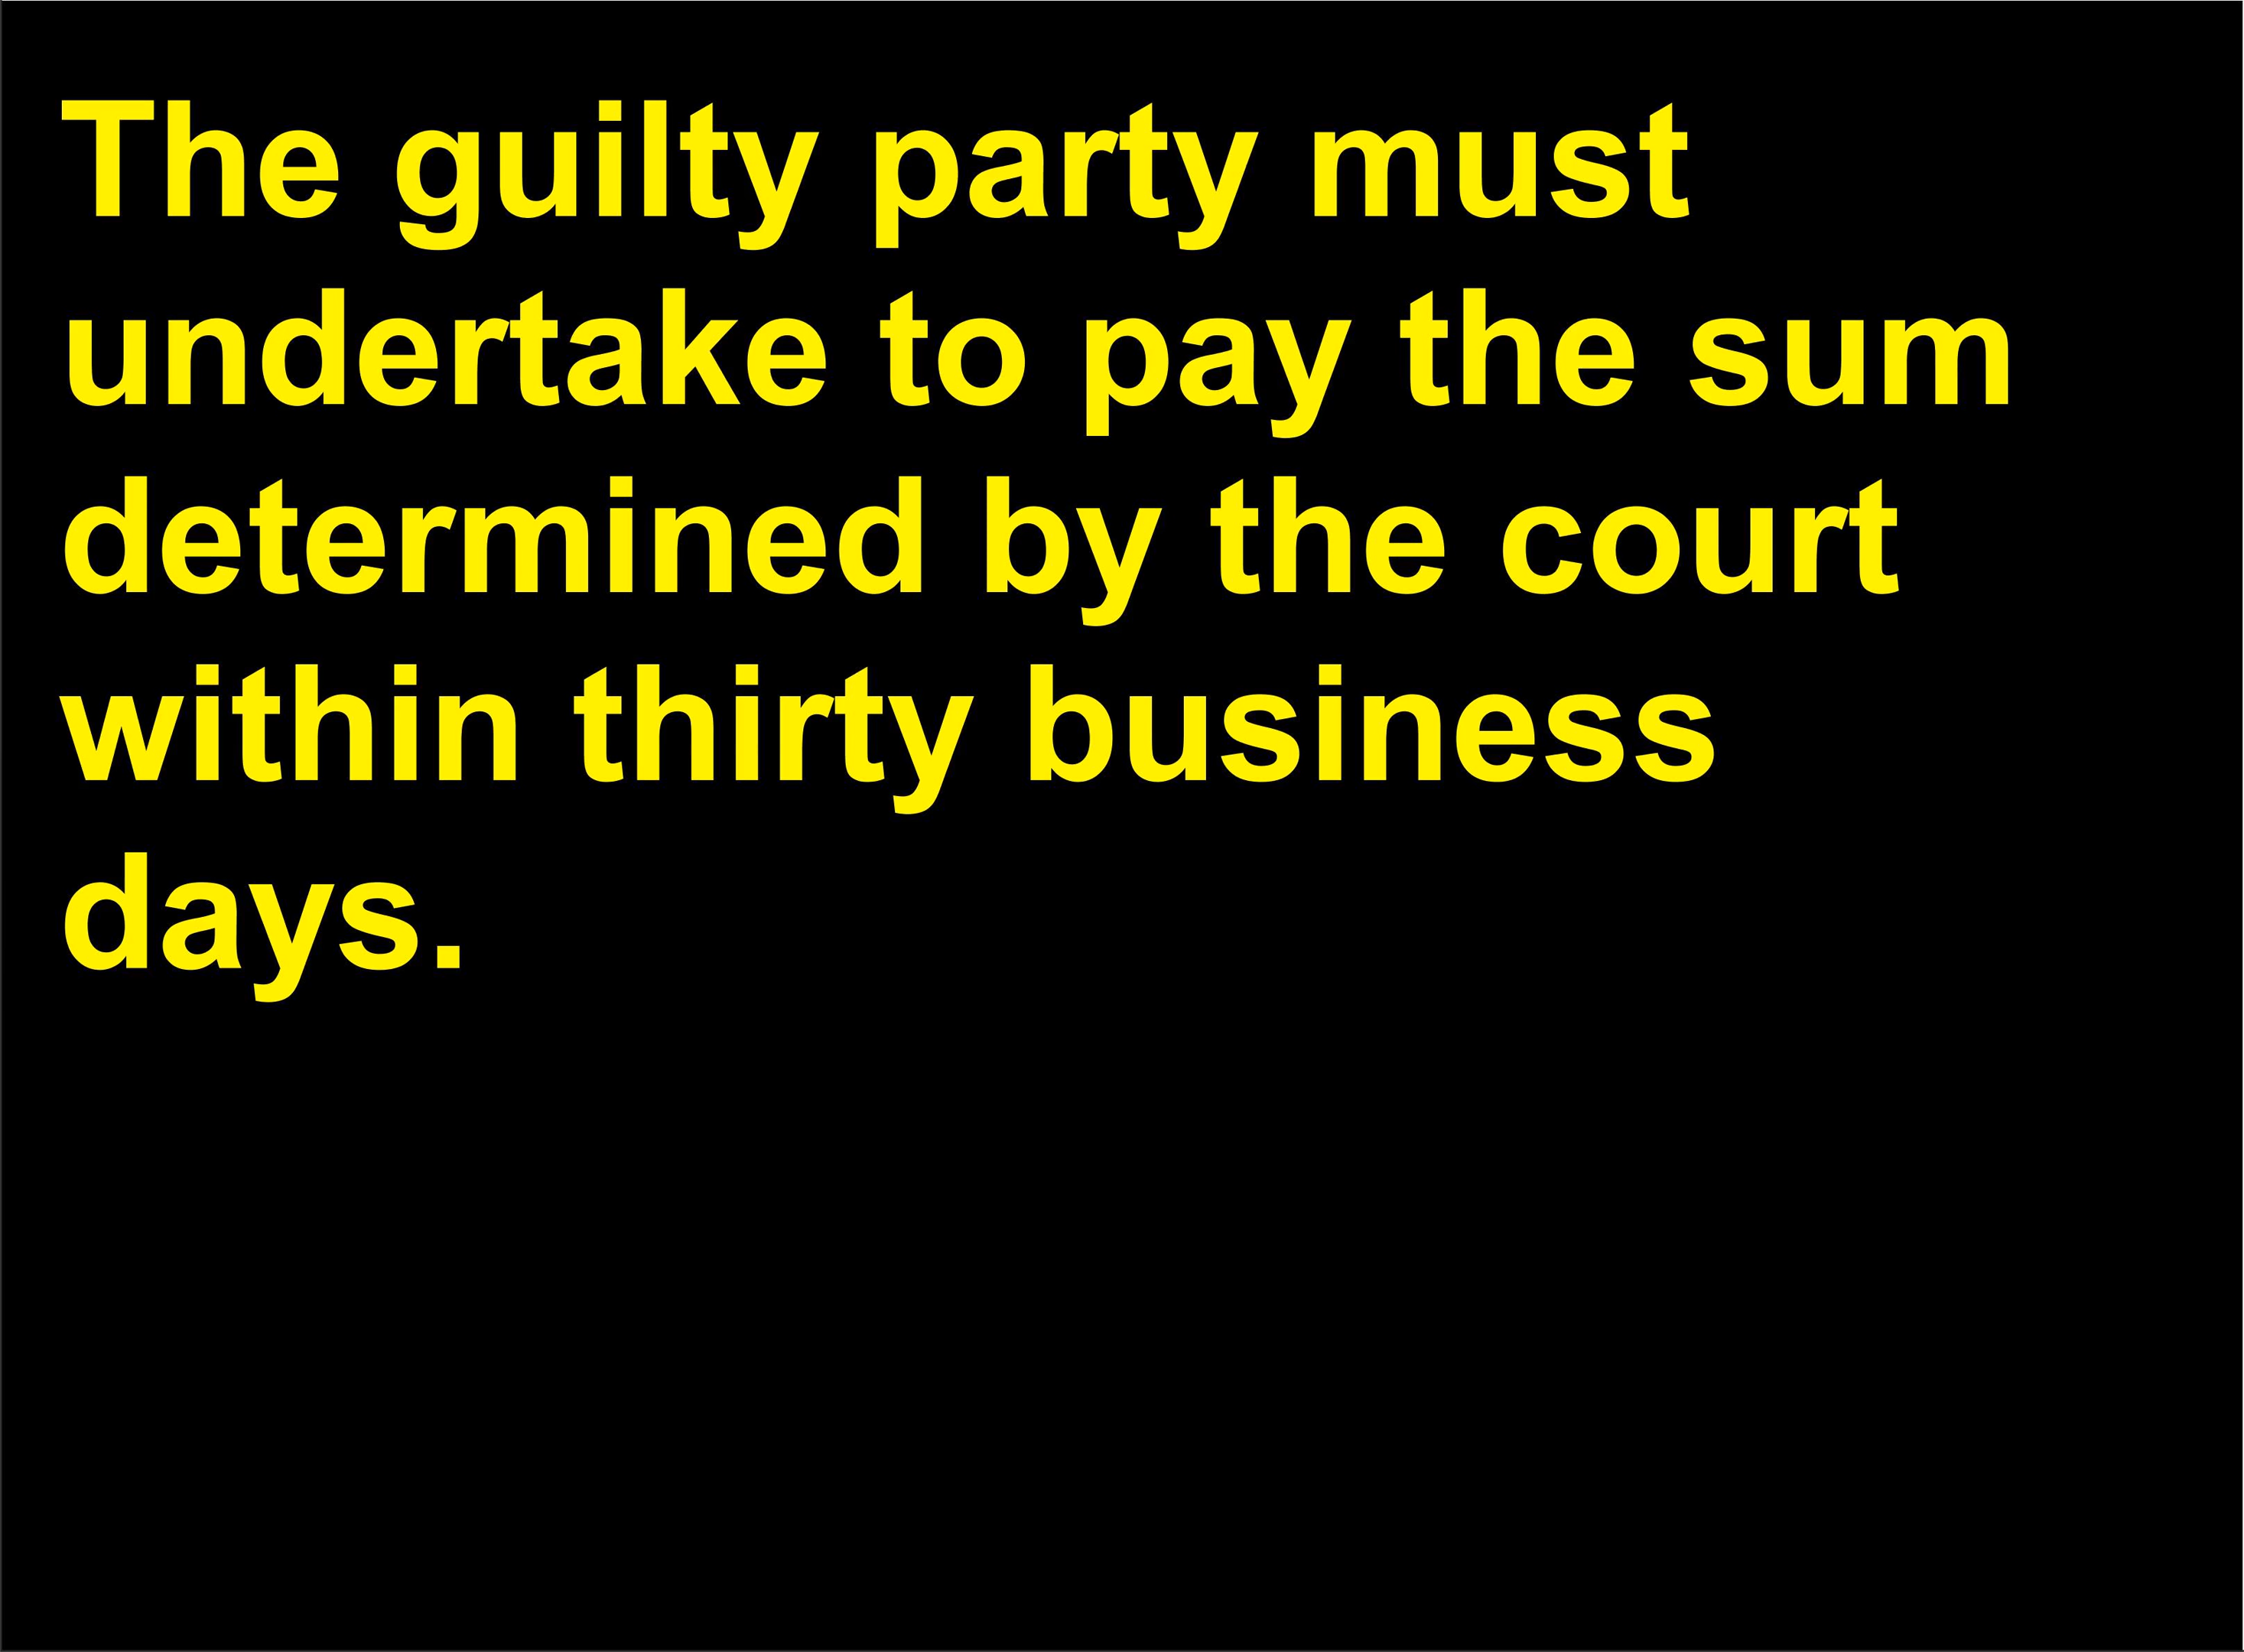 The guilty party must
undertake to pay the sum
determined by the court
within thirty business
days.